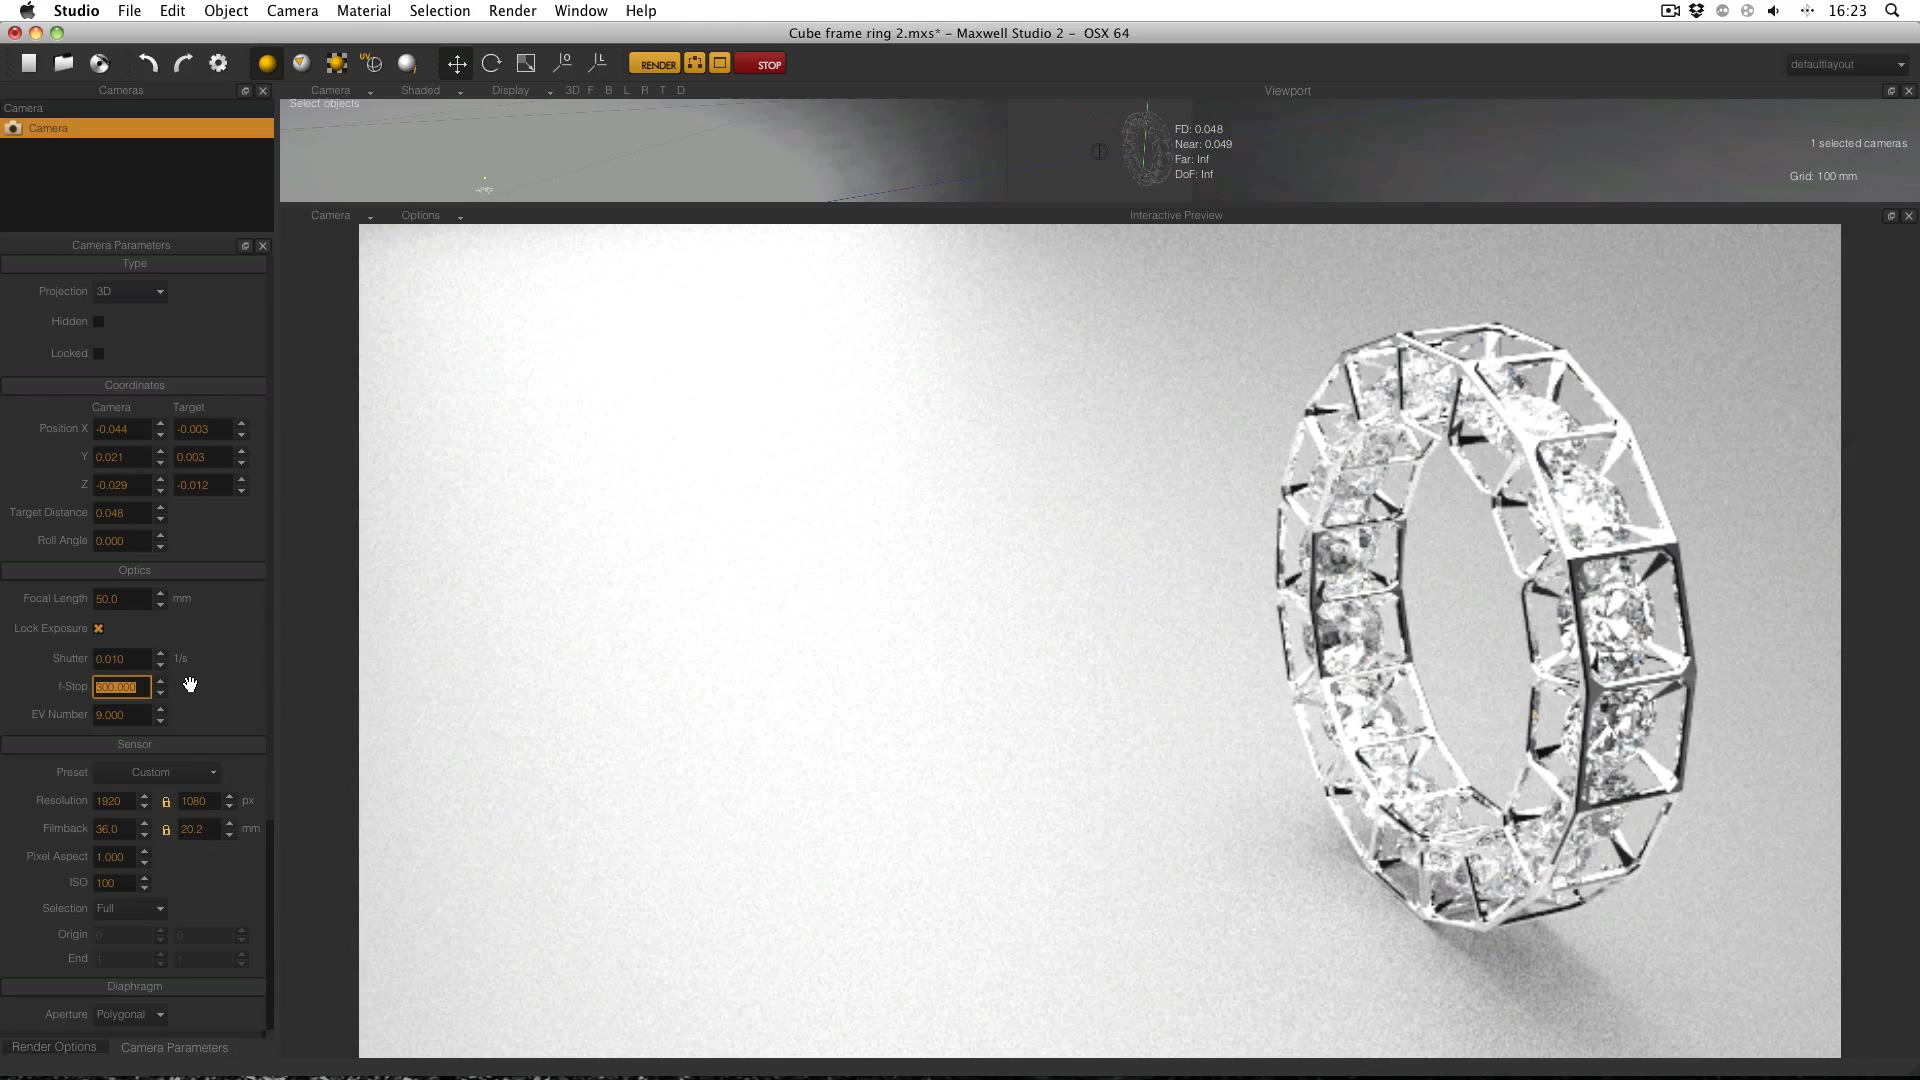 Studio File Edit Object Camera Material Selection Render Window Help 16:23
Cube frame ring 2.mxs* - Maxwell Studio 2 - OSX 64
UV RENDER STOP defaultlayout
Cameras Camera Shaded Display 3D F B L R T D Viewport
Camera
Select objects
Camera
FD: 0.048
Near: 0.049
Far: Inf
DoF: Inf
1 selected cameras
Grid: 100 mm
Camera Options Interactive Preview
Camera Parameters
Type
Projection 3D
Hidden
Locked
Coordinates
Camera Target
Position X -0.044 -0.003
Y 0.021 0.003
Z -0.029 -0.012
Target Distance 0.048
Roll Angle 0.000
Optics
Focal Length 50.0 mm
Lock Exposure
Shutter 0.010 1/s
f-Stop 300.000
EV Number 9.000
Sensor
Preset Custom
Resolution 1920 1080 px
Filmback 36.0 20.2 mm
Pixel Aspect 1.000
ISO 100
Selection Full
Origin 0 0
End 1 1
Diaphragm
Aperture Polygonal
Render Options Camera Parameters